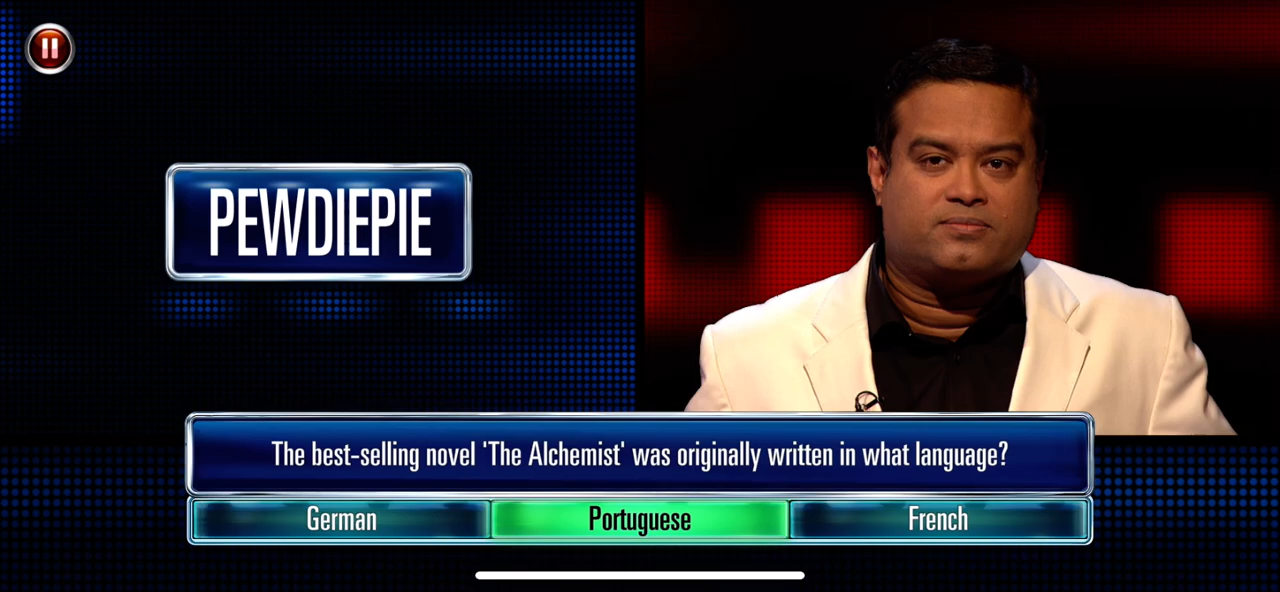 PEWDIEPIE
The best-selling novel 'The Alchemist' was originally written in what language?
German
Portuguese
French